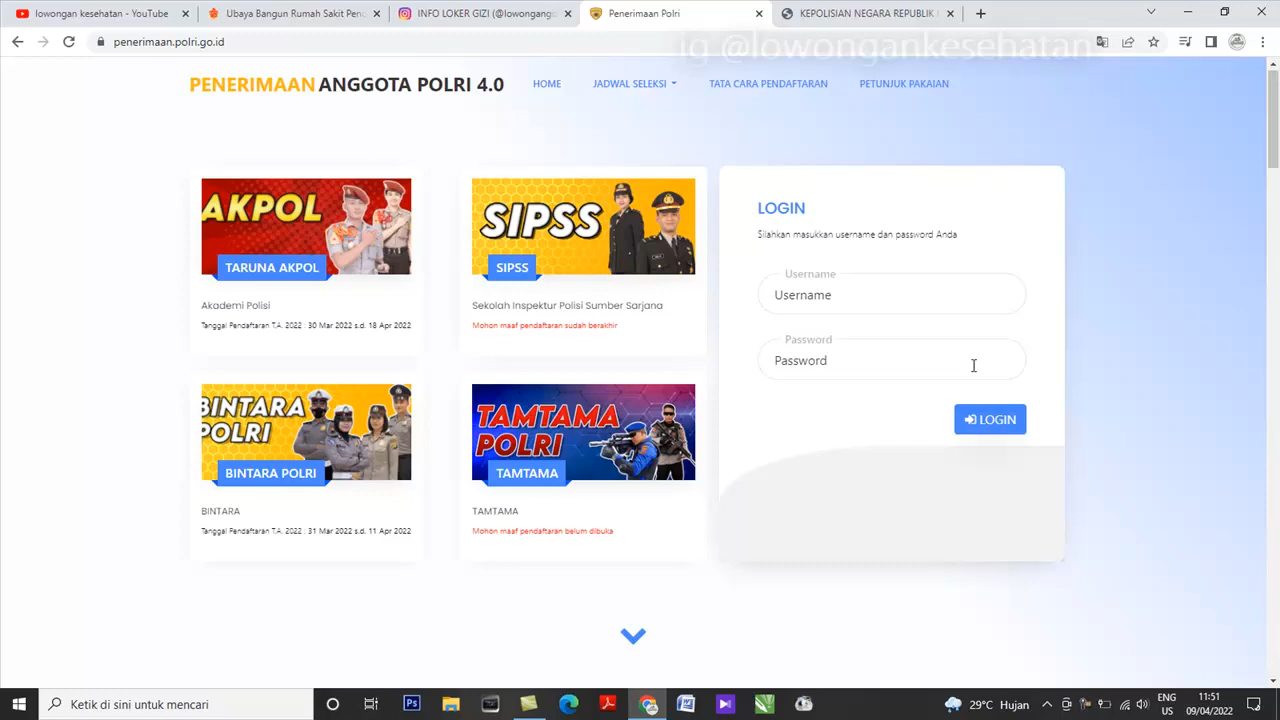 lowongan kesehatan - YouTube
Ubaya Bangun Rumah Sakit Pend
INFO LOKER GIZI (@lowongangs
Penerimaan Polri
KEPOLISIAN NEGARA REPUBLIK I
penerimaan.polri.go.id
ig @lowongankesehatan
PENERIMAAN ANGGOTA POLRI 4.0
HOME
JADWAL SELEKSI
TATA CARA PENDAFTARAN
PETUNJUK PAKAIAN
AKPOL
TARUNA AKPOL
Akademi Polisi
Tanggal Pendaftaran T.A. 2022 : 30 Mar 2022 s.d. 18 Apr 2022
SIPSS
SIPSS
Sekolah Inspektur Polisi Sumber Sarjana
Mohon maaf pendaftaran sudah berakhir
BINTARA
POLRI
BINTARA POLRI
BINTARA
Tanggal Pendaftaran T.A. 2022 : 31 Mar 2022 s.d. 11 Apr 2022
TAMTAMA
POLRI
TAMTAMA
TAMTAMA
Mohon maaf pendaftaran belum dibuka
LOGIN
Silahkan masukkan username dan password Anda
Username
Username
Password
Password
LOGIN
Ketik di sini untuk mencari
29°C Hujan
ENG
US
11:51
09/04/2022